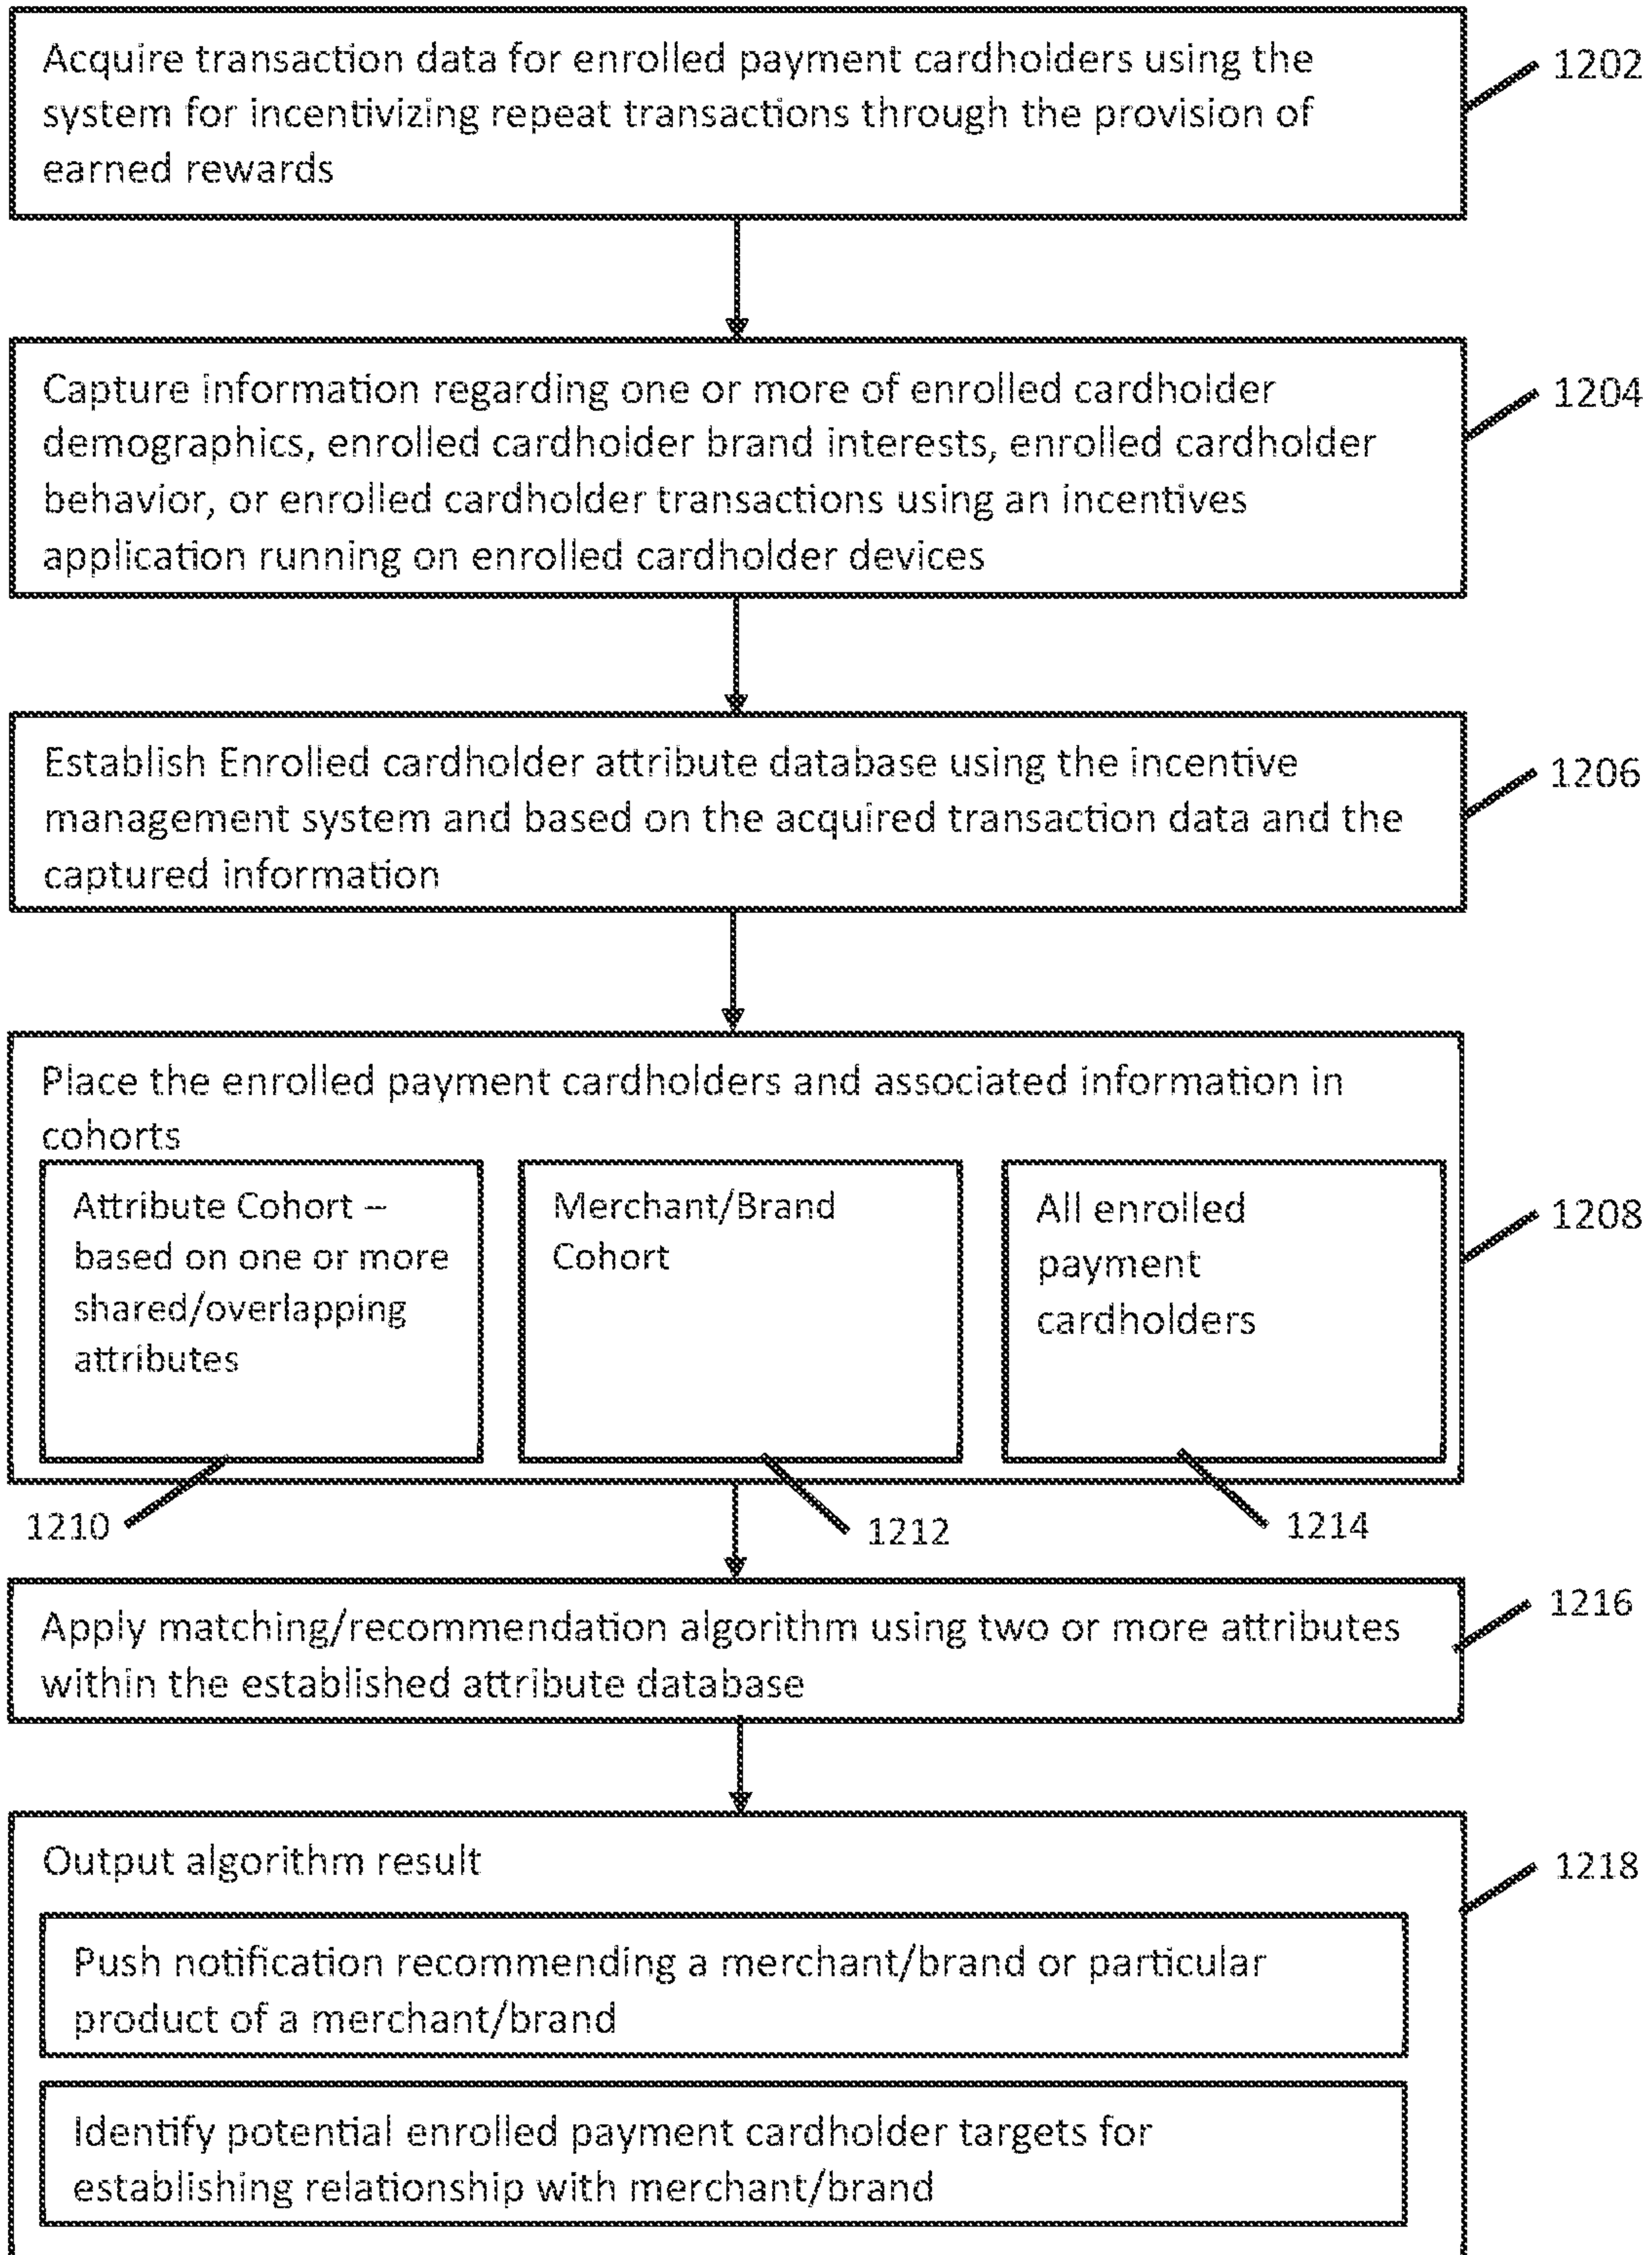 Acquire transaction data for enrolled payment cardholders using the
system for incentivizing repeat transactions through the provision of
earned rewards
1202
Capture information regarding one or more of enrolled cardholder
demographics, enrolled cardholder brand interests, enrolled cardholder
behavior, or enrolled cardholder transactions using an incentives
application running on enrolled cardholder devices
1204
Establish Enrolled cardholder attribute database using the incentive
management system and based on the acquired transaction data and the
captured information
1206
Place the enrolled payment cardholders and associated information in
cohorts
1208
Attribute Cohort –
based on one or more
shared/overlapping
attributes
Merchant/Brand
Cohort
All enrolled
payment
cardholders
1210
1212
1214
Apply matching/recommendation algorithm using two or more attributes
within the established attribute database
1216
Output algorithm result
1218
Push notification recommending a merchant/brand or particular
product of a merchant/brand
Identify potential enrolled payment cardholder targets for
establishing relationship with merchant/brand